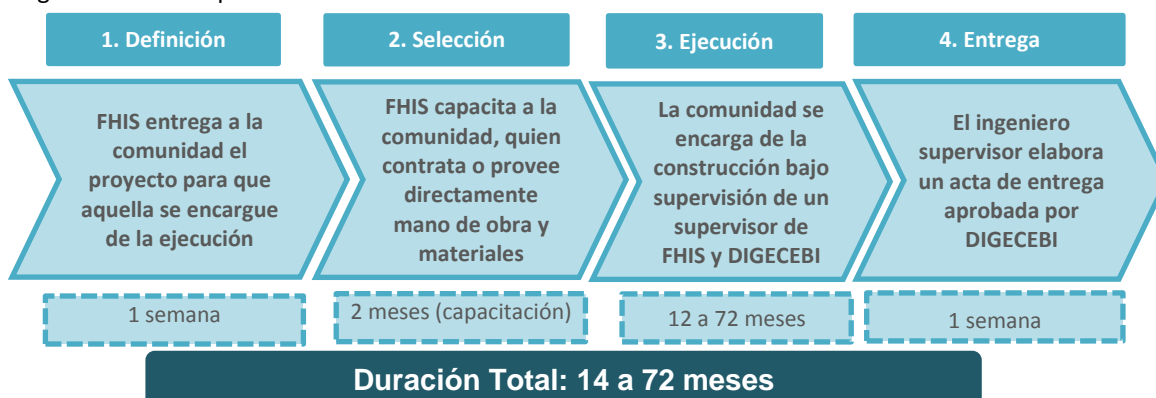 1. Definición
2. Selección
3. Ejecución
4. Entrega
FHIS entrega a la
comunidad el
proyecto para que
aquella se encargue
de la ejecución
FHIS capacita a la
comunidad, quien
contrata o provee
directamente
mano de obra y
materiales
La comunidad se
encarga de la
construcción bajo
supervisión de un
supervisor de
FHIS y DIGECEBI
El ingeniero
supervisor elabora
un acta de entrega
aprobada por
DIGECEBI
1 semana
2 meses (capacitación)
12 a 72 meses
1 semana
Duración Total: 14 a 72 meses